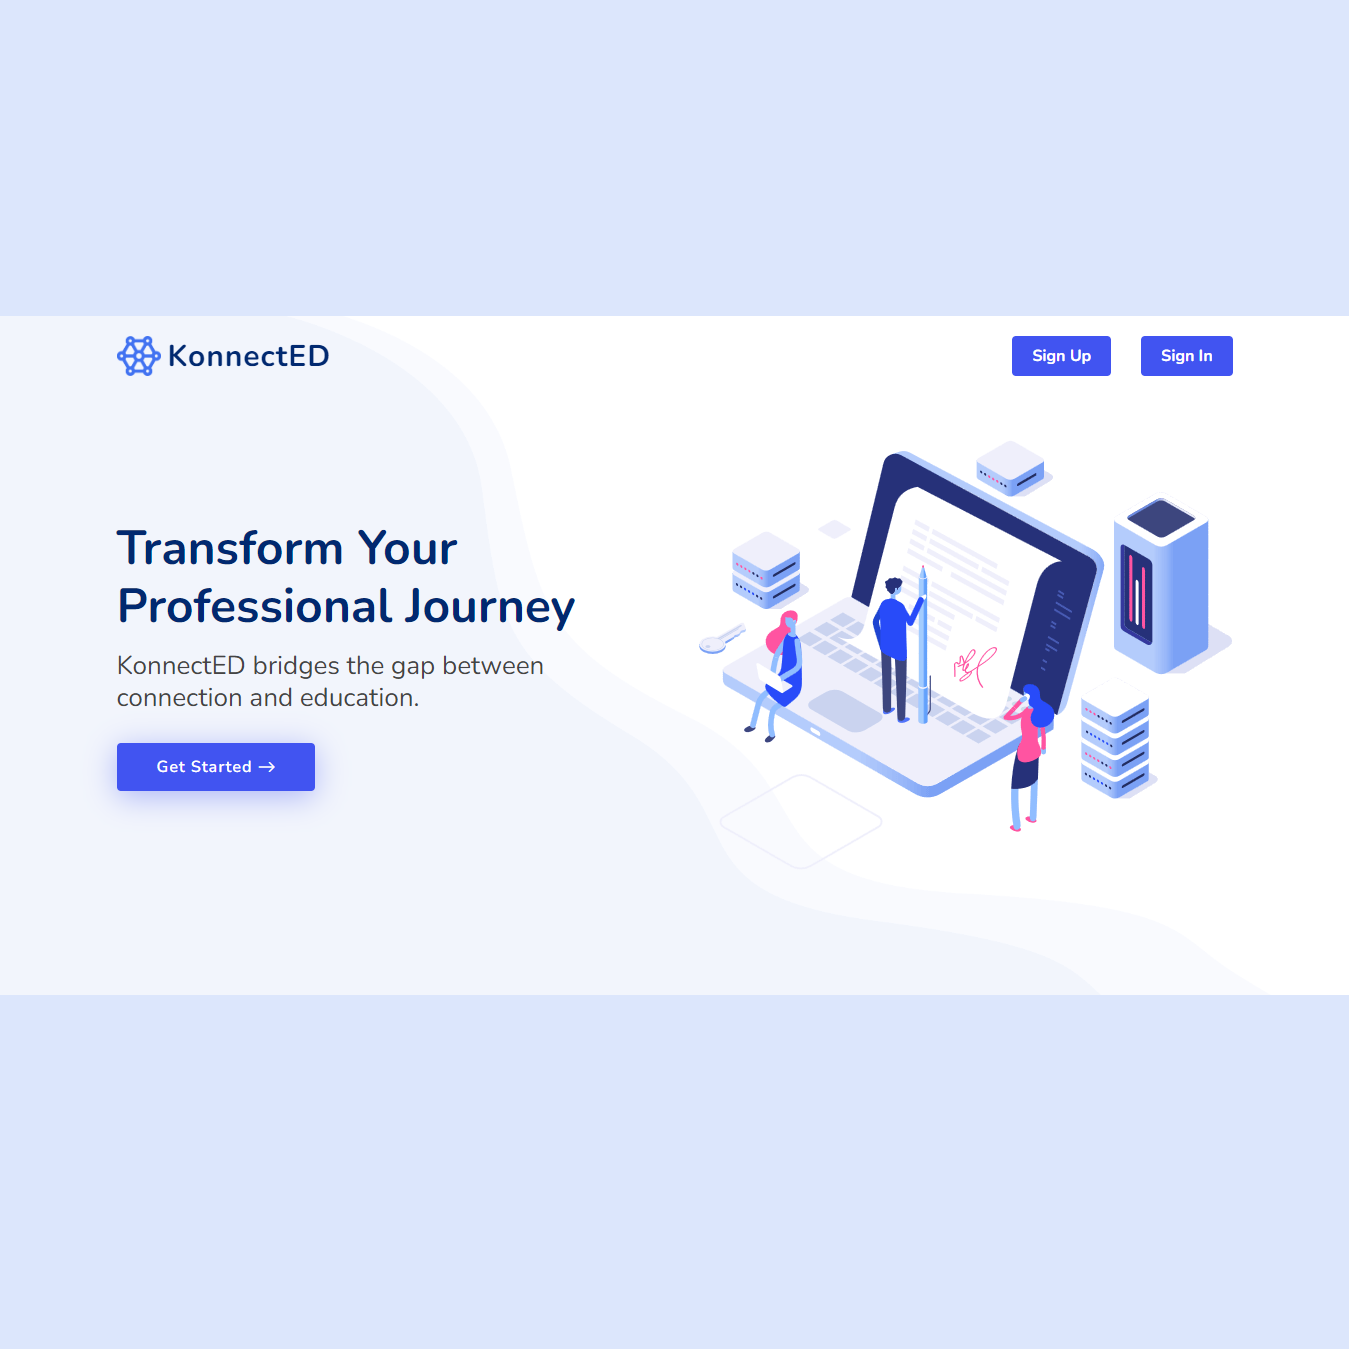 KonnectED
Sign Up
Sign In
Transform Your
Professional Journey
KonnectED bridges the gap between
connection and education.
Get Started →